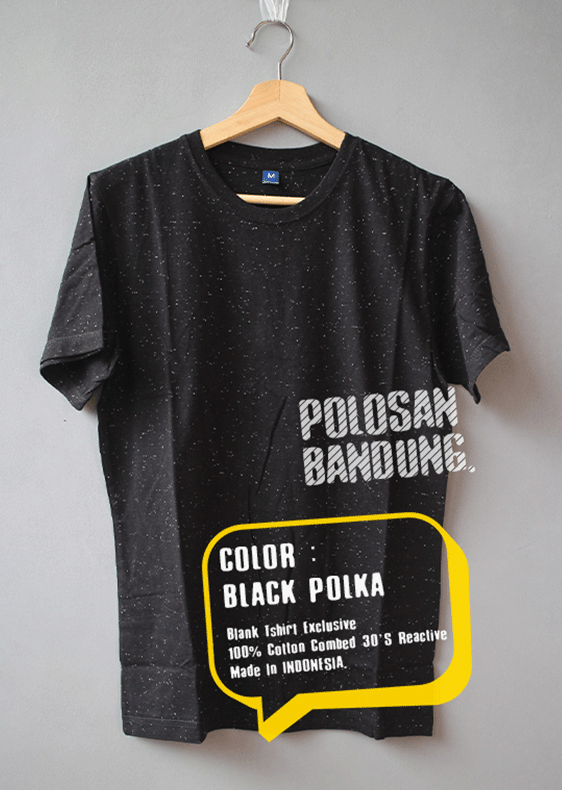 M
POLOSAN
BANDUNG.
COLOR :
BLACK POLKA
Blank Tshirt Exclusive
100% Cotton Combed 30'S Reactive
Made In INDONESIA.